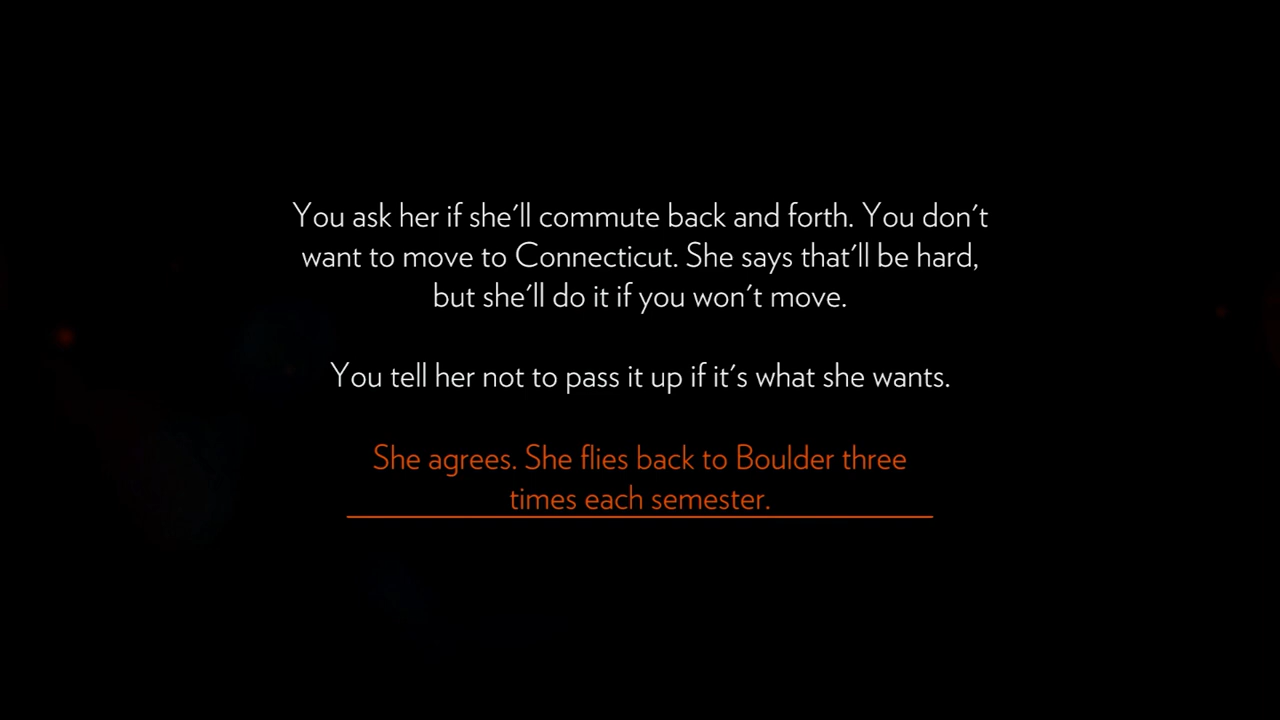 You ask her if she'll commute back and forth. You don't
want to move to Connecticut. She says that'll be hard,
but she'll do it if you won't move.
You tell her not to pass it up if it's what she wants.
She agrees. She flies back to Boulder three
times each semester.